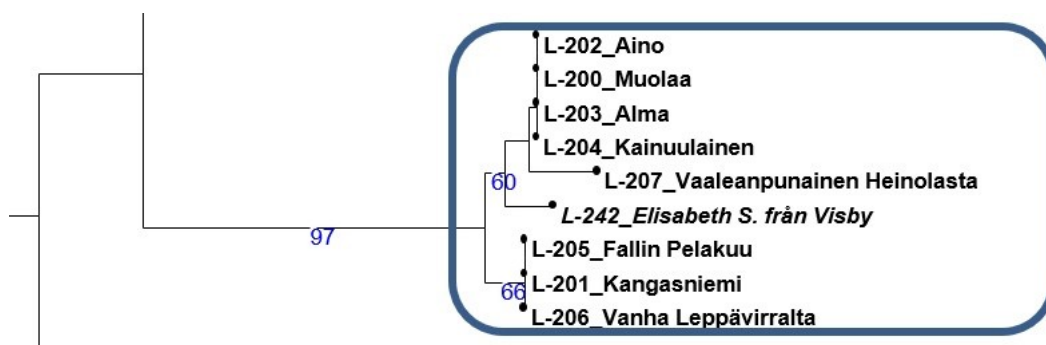 L-202_Aino
L-200_Muolaa
L-203_Alma
L-204_Kainuulainen
L-207_Vaaleanpunainen Heinolasta
60
L-242_Elisabeth S. från Visby
97
L-205_Fallin Pelakuu
L-201_Kangasniemi
66
L-206_Vanha Leppävirralta